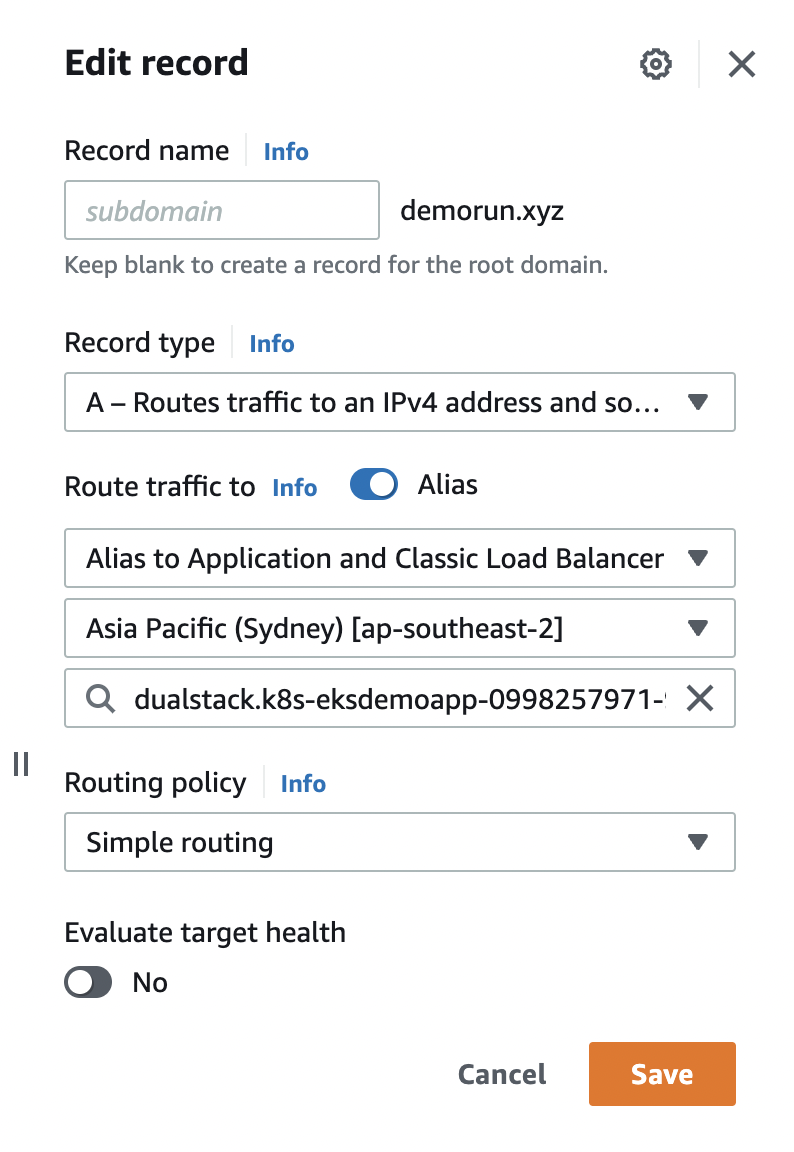 Edit record
Record name Info
subdomain demorun.xyz
Keep blank to create a record for the root domain.
Record type Info
A – Routes traffic to an IPv4 address and so...
Route traffic to Info Alias
Alias to Application and Classic Load Balancer
Asia Pacific (Sydney) [ap-southeast-2]
dualstack.k8s-eksdemoapp-0998257971-
Routing policy Info
Simple routing
Evaluate target health
No
Cancel Save